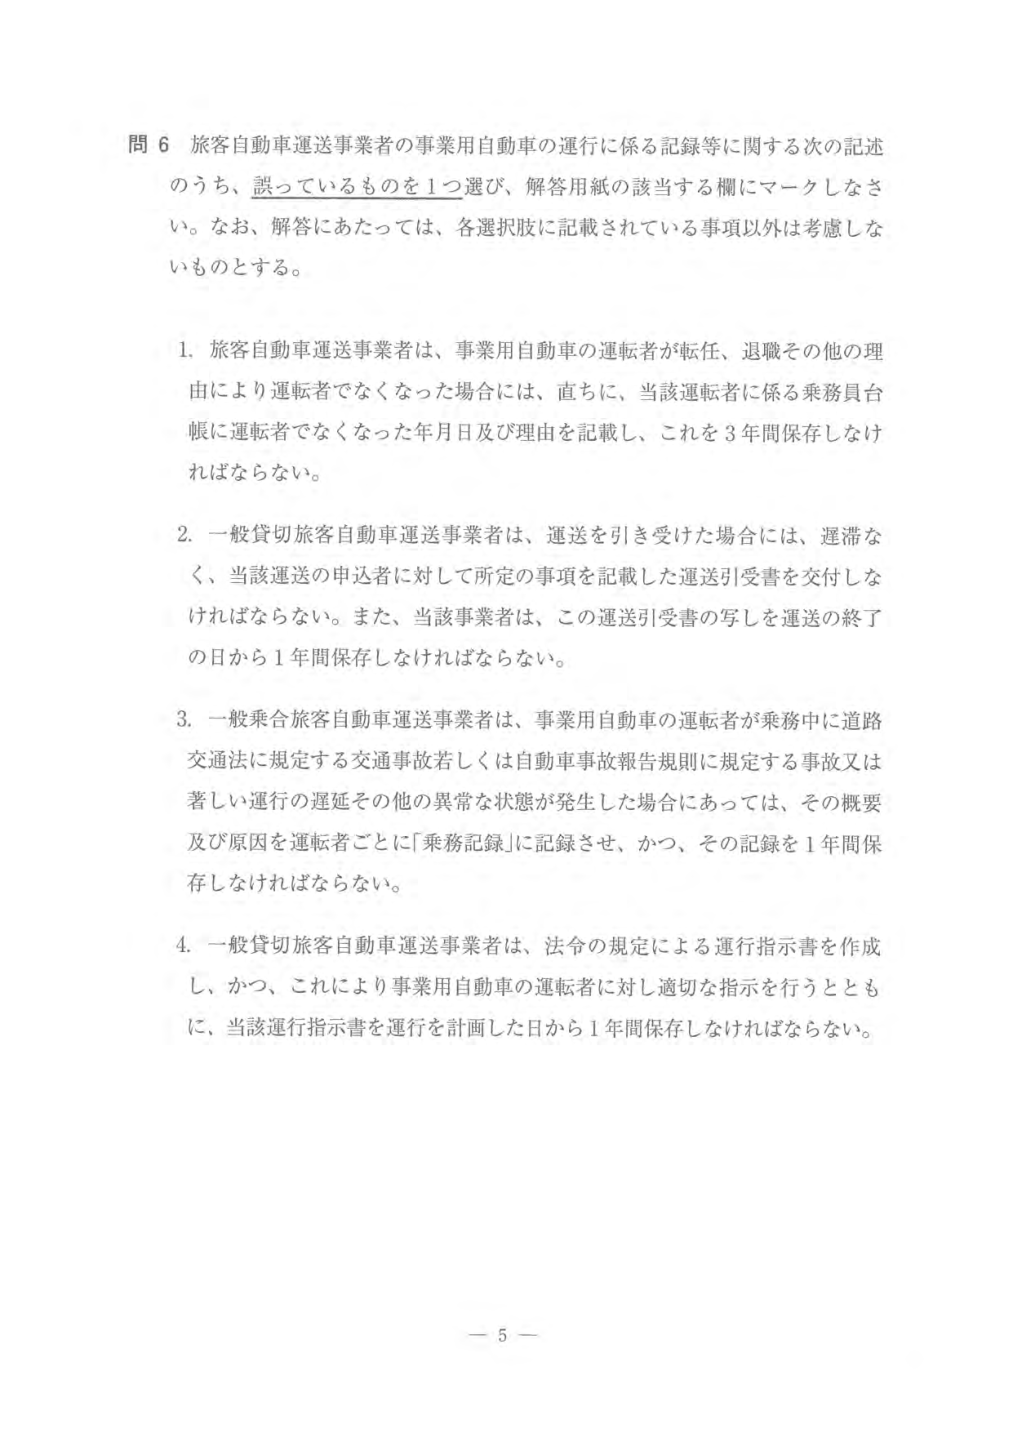 問 6　旅客自動車運送事業者の事業用自動車の運行に係る記録等に関する次の記述
のうち、誤っているものを1つ選び、解答用紙の該当する欄にマークしなさ
い。なお、解答にあたっては、各選択肢に記載されている事項以外は考慮しな
いものとする。
1. 旅客自動車運送事業者は、事業用自動車の運転者が転任、退職その他の理
由により運転者でなくなった場合には、直ちに、当該運転者に係る乗務員台
帳に運転者でなくなった年月日及び理由を記載し、これを3年間保存しなけ
ればならない。
2. 一般貸切旅客自動車運送事業者は、運送を引き受けた場合には、遅滞な
く、当該運送の申込者に対して所定の事項を記載した運送引受書を交付しな
ければならない。また、当該事業者は、この運送引受書の写しを運送の終了
の日から1年間保存しなければならない。
3. 一般乗合旅客自動車運送事業者は、事業用自動車の運転者が乗務中に道路
交通法に規定する交通事故若しくは自動車事故報告規則に規定する事故又は
著しい運行の遅延その他の異常な状態が発生した場合にあっては、その概要
及び原因を運転者ごとに「乗務記録」に記録させ、かつ、その記録を1年間保
存しなければならない。
4. 一般貸切旅客自動車運送事業者は、法令の規定による運行指示書を作成
し、かつ、これにより事業用自動車の運転者に対し適切な指示を行うととも
に、当該運行指示書を運行を計画した日から1年間保存しなければならない。
— 5 —